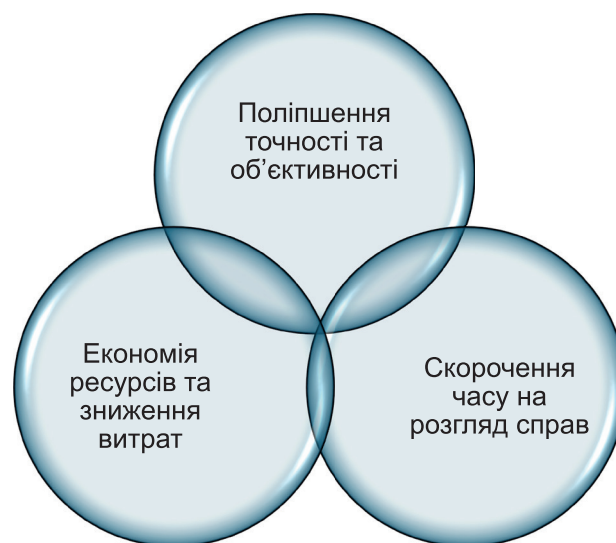 Поліпшення
точності та
об’єктивності
Економія
ресурсів та
зниження
витрат
Скорочення
часу на
розгляд справ